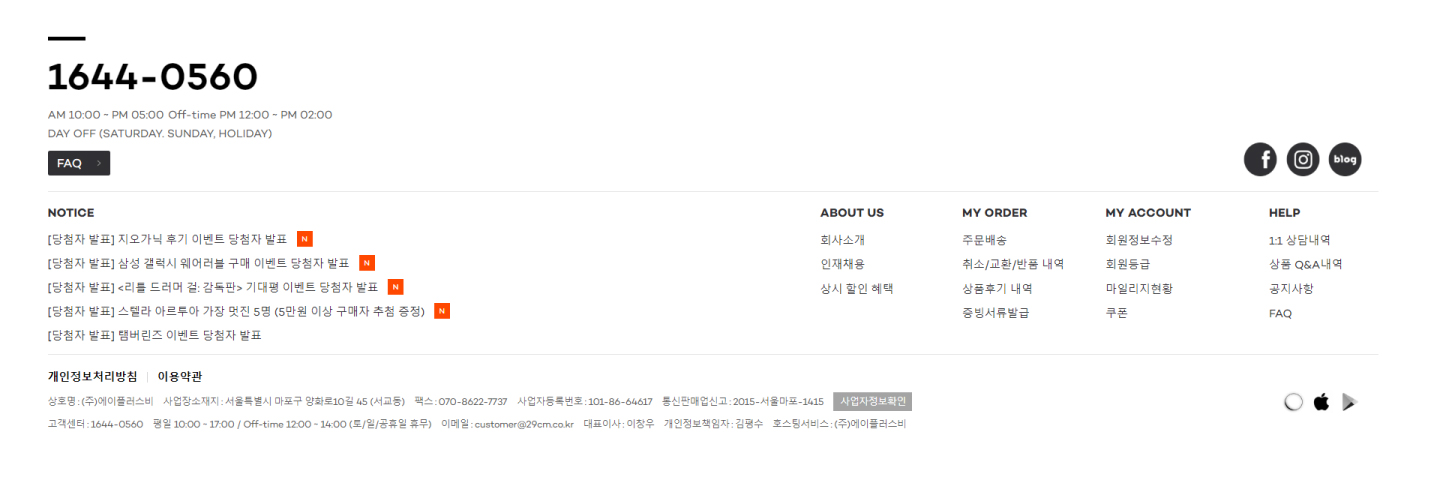 1644-0560
AM 10:00 ~ PM 05:00 Off-time PM 12:00 ~ PM 02:00
DAY OFF (SATURDAY. SUNDAY, HOLIDAY)
FAQ >
f
blog
NOTICE
[당첨자 발표] 지오가닉 후기 이벤트 당첨자 발표 N
[당첨자 발표] 삼성 갤럭시 웨어러블 구매 이벤트 당첨자 발표 N
[당첨자 발표] <리틀 드러머 걸: 감독판> 기대평 이벤트 당첨자 발표 N
[당첨자 발표] 스텔라 아르투아 가장 멋진 5명 (5만원 이상 구매자 추첨 증정) N
[당첨자 발표] 탬버린즈 이벤트 당첨자 발표
ABOUT US
회사소개
인재채용
상시 할인 혜택
MY ORDER
주문배송
취소/교환/반품 내역
상품후기 내역
증빙서류발급
MY ACCOUNT
회원정보수정
회원등급
마일리지현황
쿠폰
HELP
1:1 상담내역
상품 Q&A내역
공지사항
FAQ
개인정보처리방침 | 이용약관
상호명 : (주)에이플러스비 사업장소재지 : 서울특별시 마포구 양화로10길 45 (서교동) 팩스 : 070-8622-7737 사업자등록번호 : 101-86-64617 통신판매업신고 : 2015-서울마포-1415 사업자정보확인
고객센터 : 1644-0560 평일 10:00 ~ 17:00 / Off-time 12:00 ~ 14:00 (토/일/공휴일 휴무) 이메일 : customer@29cm.co.kr 대표이사 : 이창우 개인정보책임자 : 김평수 호스팅서비스 : (주)에이플러스비